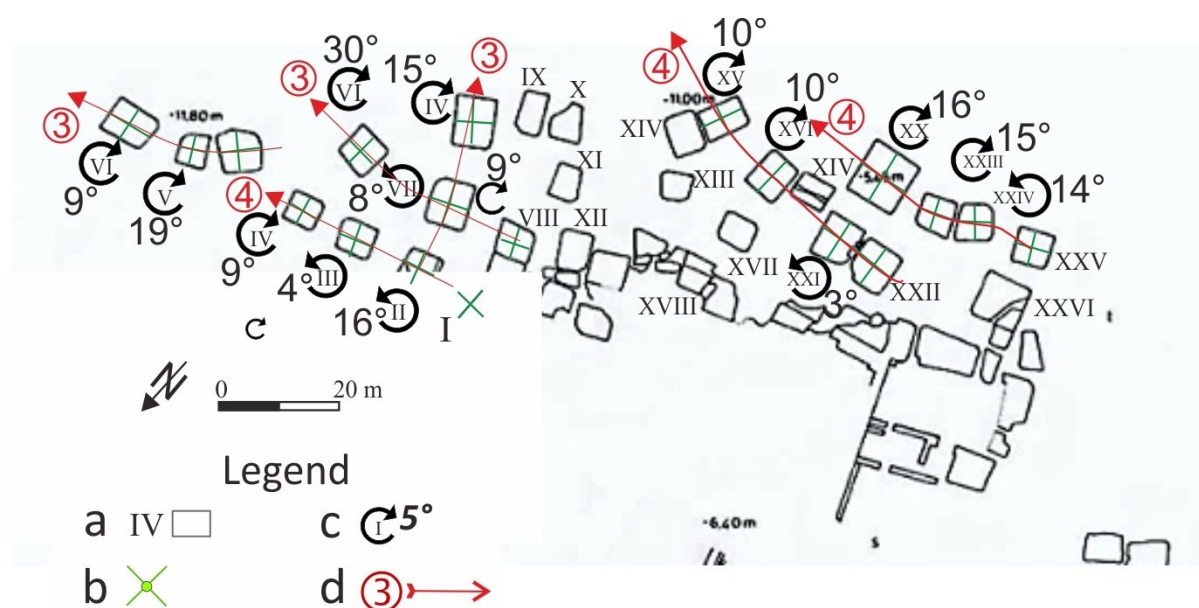 30°
VI
③
15°
IV
③
IX
X
10°
XV
④
-11,00m
10°
XVI
④
16°
XX
15°
XXIII
③
-11,80 m
VI
9°
V
19°
④
IV
9°
8°
VII
9°
XI
XIV
XIII
XIV
14°
XXIV
VIII
XII
4°
III
16°
II
I
XVII
XVIII
XXI
3°
XXII
XXV
XXVI
N
0 20 m
Legend
a IV
c I 5°
b
d ③
-6,40m
s